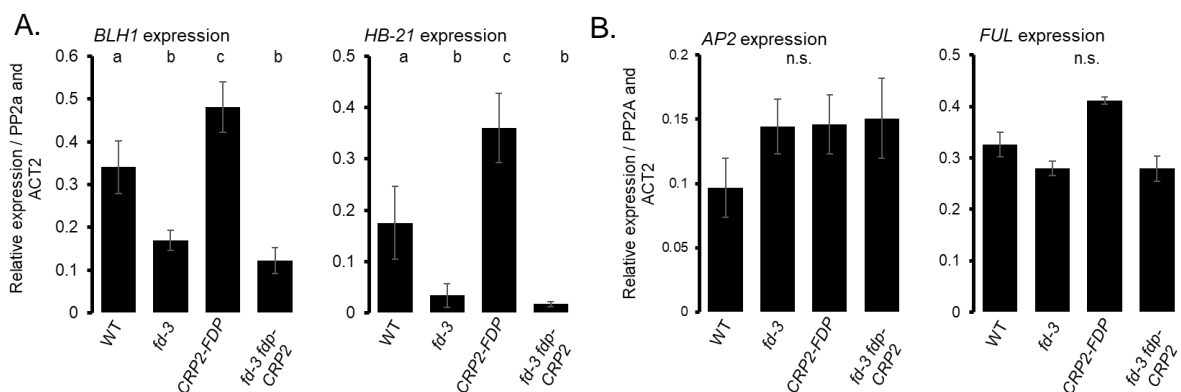 A.
BLH1 expression
a b c b
0.6
0.5
0.4
0.3
0.2
0.1
0
Relative expression / PP2a and
ACT2
WT
fd-3
CRP2-FDP
fd-3 fdp-
CRP2
HB-21 expression
a b c b
0.5
0.4
0.3
0.2
0.1
0
WT
fd-3
CRP2-FDP
fd-3 fdp-
CRP2
B.
AP2 expression
n.s.
0.2
0.15
0.1
0.05
0
Relative expression / PP2A and
ACT2
WT
fd-3
CRP2-FDP
fd-3 fdp-
CRP2
FUL expression
n.s.
0.5
0.4
0.3
0.2
0.1
0
WT
fd-3
CRP2-FDP
fd-3 fdp-
CRP2